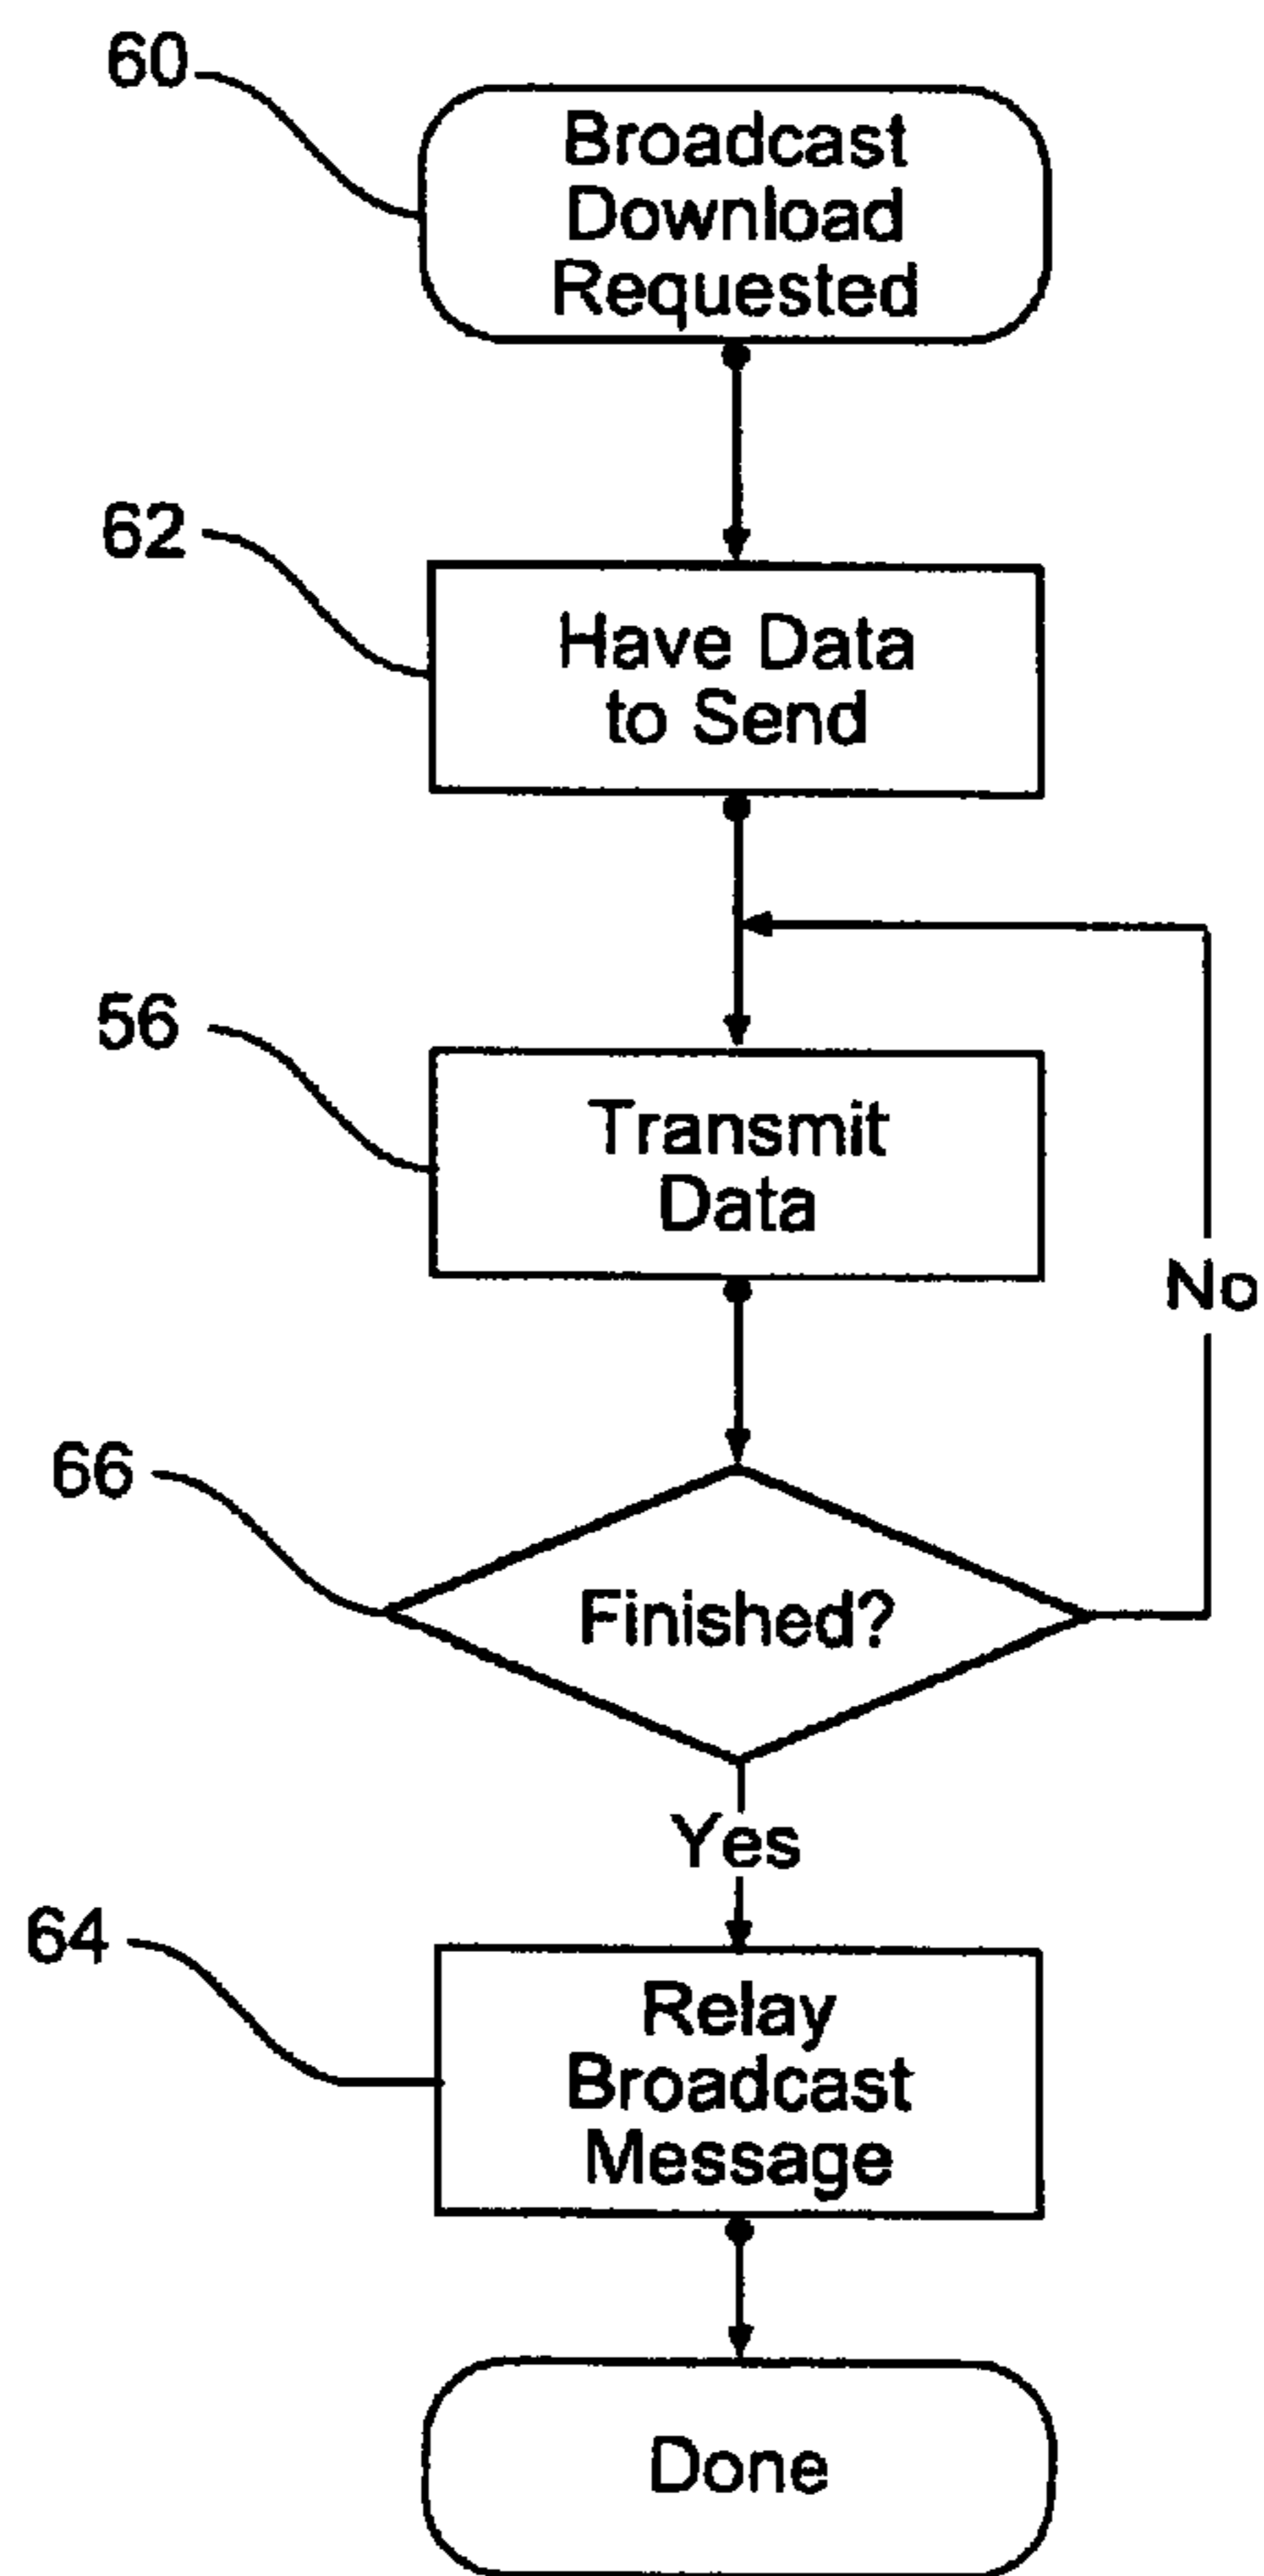 60
Broadcast
Download
Requested
62
Have Data
to Send
56
Transmit
Data
No
66
Finished?
Yes
64
Relay
Broadcast
Message
Done